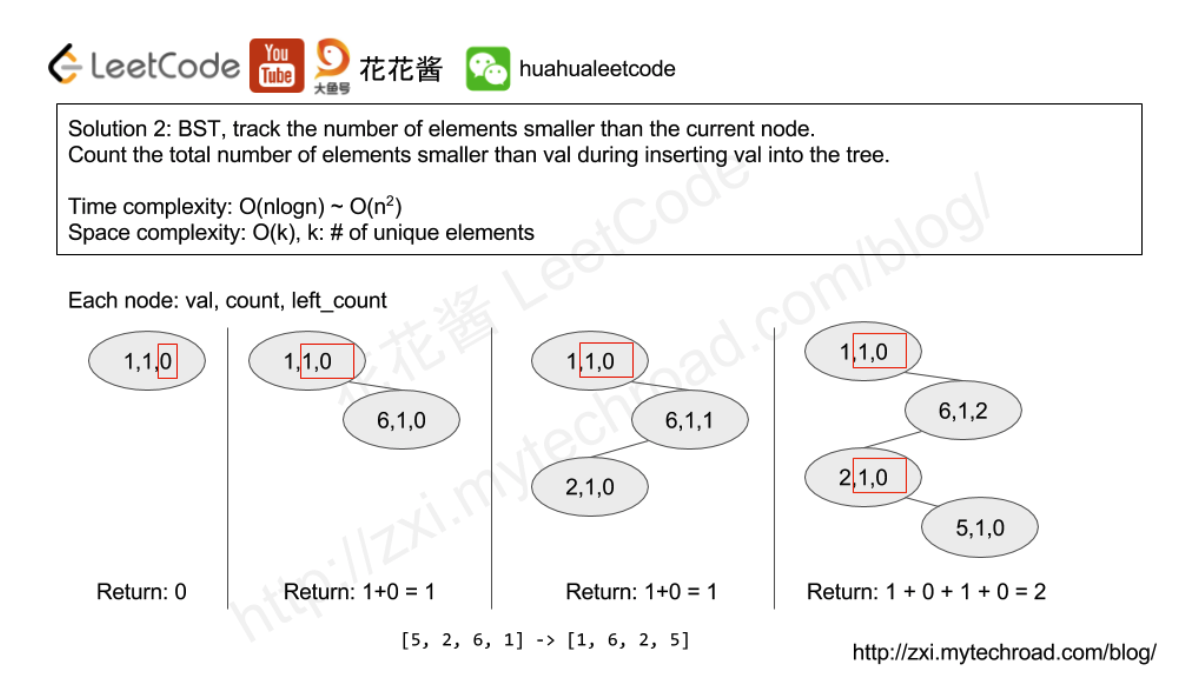 LeetCode You Tube 大鱼号 花花酱 huahualeetcode
Solution 2: BST, track the number of elements smaller than the current node.
Count the total number of elements smaller than val during inserting val into the tree.
Time complexity: O(nlogn) ~ O(n²)
Space complexity: O(k), k: # of unique elements
Each node: val, count, left_count
1,1,0
Return: 0
1,1,0
6,1,0
Return: 1+0 = 1
1,1,0
6,1,1
2,1,0
Return: 1+0 = 1
1,1,0
6,1,2
2,1,0
5,1,0
Return: 1 + 0 + 1 + 0 = 2
[5, 2, 6, 1] -> [1, 6, 2, 5]
http://zxi.mytechroad.com/blog/
花花酱 LeetCode
http://zxi.mytechroad.com/blog/